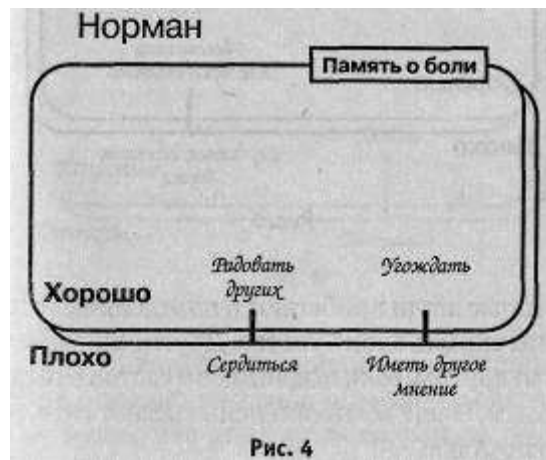 Норман
Память о боли
Радовать
других
Угождать
Хорошо
Плохо
Сердиться
Иметь другое
мнение
Рис. 4